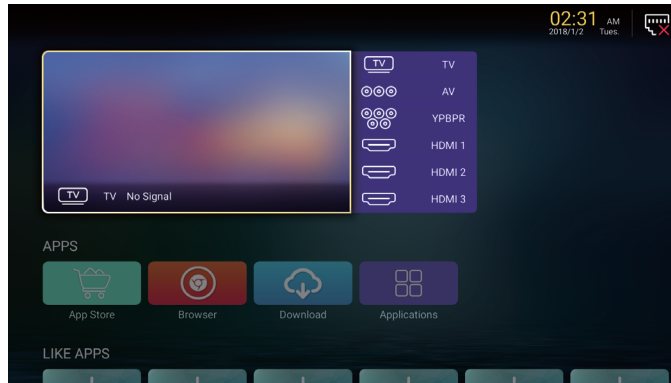 02:31 AM
2018/1/2 Tues.
TV TV
AV
YPBPR
HDMI 1
HDMI 2
HDMI 3
TV TV No Signal
APPS
App Store Browser Download Applications
LIKE APPS